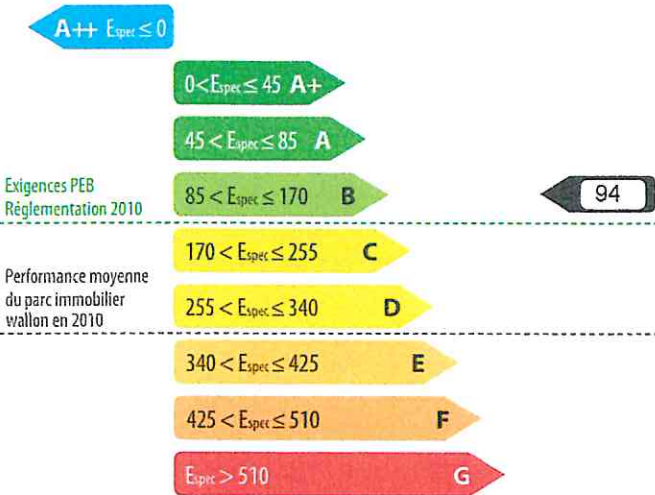 A++ Espec ≤ 0
0 < Espec ≤ 45 A+
45 < Espec ≤ 85 A
Exigences PEB
Réglementation 2010
85 < Espec ≤ 170 B
94
170 < Espec ≤ 255 C
Performance moyenne
du parc immobilier
wallon en 2010
255 < Espec ≤ 340 D
340 < Espec ≤ 425 E
425 < Espec ≤ 510 F
Espec > 510 G